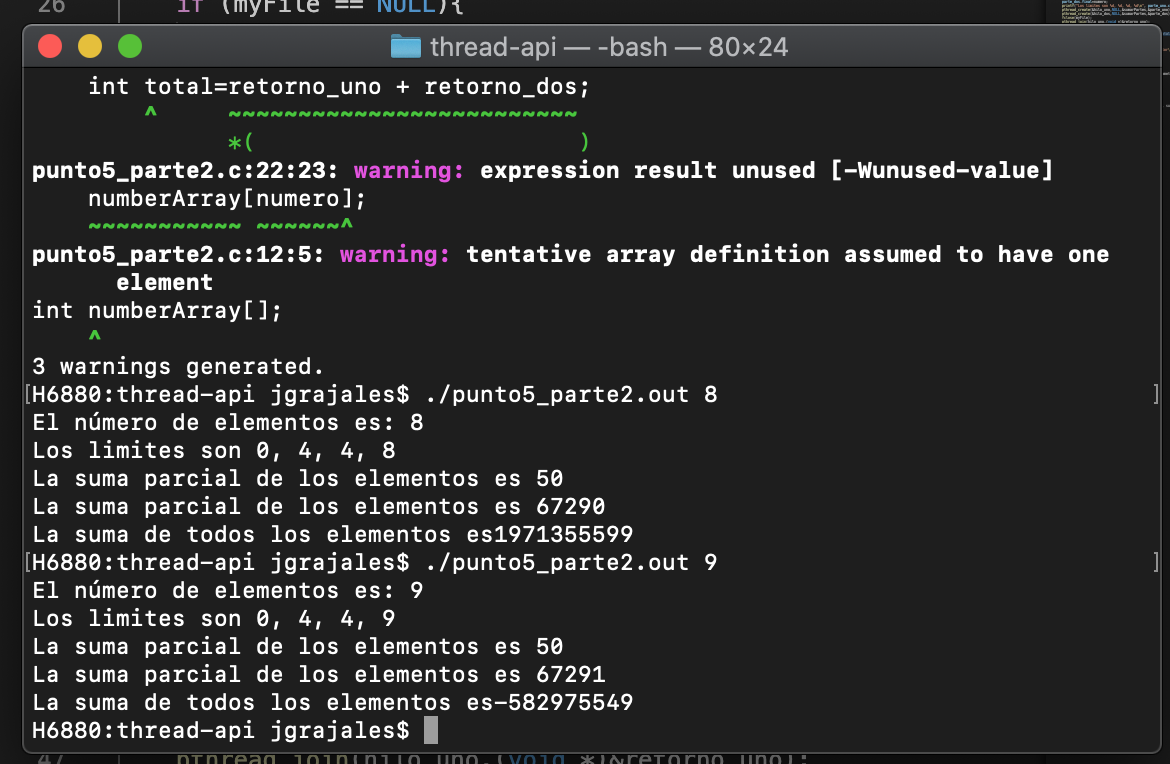 26 if (myFile == NULL){
thread-api — -bash — 80×24
int total=retorno_uno + retorno_dos;
^ ~~~~~~~~~~~~~~~~~~~~~~~~~
*( )
punto5_parte2.c:22:23: warning: expression result unused [-Wunused-value]
numberArray[numero];
~~~~~~~~~~~ ~~~~~~^
punto5_parte2.c:12:5: warning: tentative array definition assumed to have one
element
int numberArray[];
^
3 warnings generated.
[H6880:thread-api jgrajales$ ./punto5_parte2.out 8 ]
El número de elementos es: 8
Los limites son 0, 4, 4, 8
La suma parcial de los elementos es 50
La suma parcial de los elementos es 67290
La suma de todos los elementos es1971355599
[H6880:thread-api jgrajales$ ./punto5_parte2.out 9 ]
El número de elementos es: 9
Los limites son 0, 4, 4, 9
La suma parcial de los elementos es 50
La suma parcial de los elementos es 67291
La suma de todos los elementos es-582975549
H6880:thread-api jgrajales$
47 pthread_join(hilo_uno,(void *)&retorno_uno);